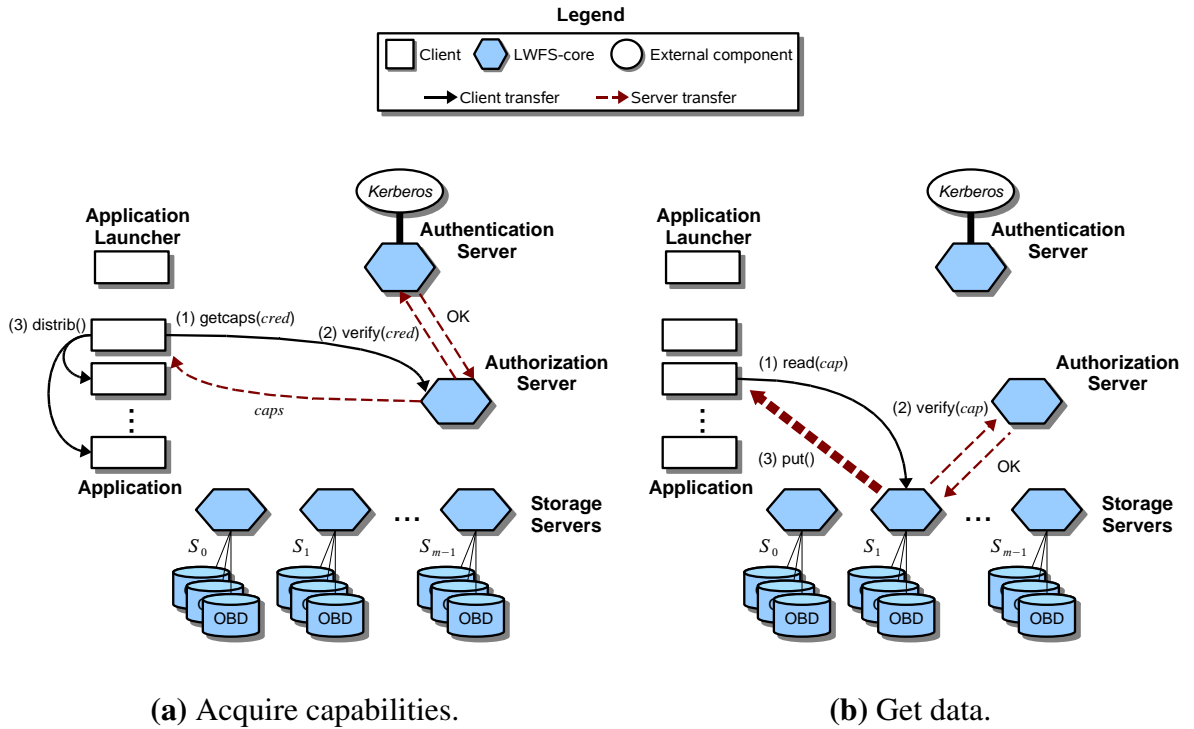 Legend
Client
LWFS-core
External component
Client transfer
Server transfer
Kerberos
Application
Launcher
Authentication
Server
(3) distrib()
(1) getcaps(cred)
(2) verify(cred)
OK
Authorization
Server
caps
Application
Storage
Servers
...
S0
S1
Sm−1
OBD
OBD
OBD
(a) Acquire capabilities.
Kerberos
Application
Launcher
Authentication
Server
(1) read(cap)
Authorization
Server
(2) verify(cap)
(3) put()
OK
Application
Storage
Servers
...
S0
S1
Sm−1
OBD
OBD
OBD
(b) Get data.